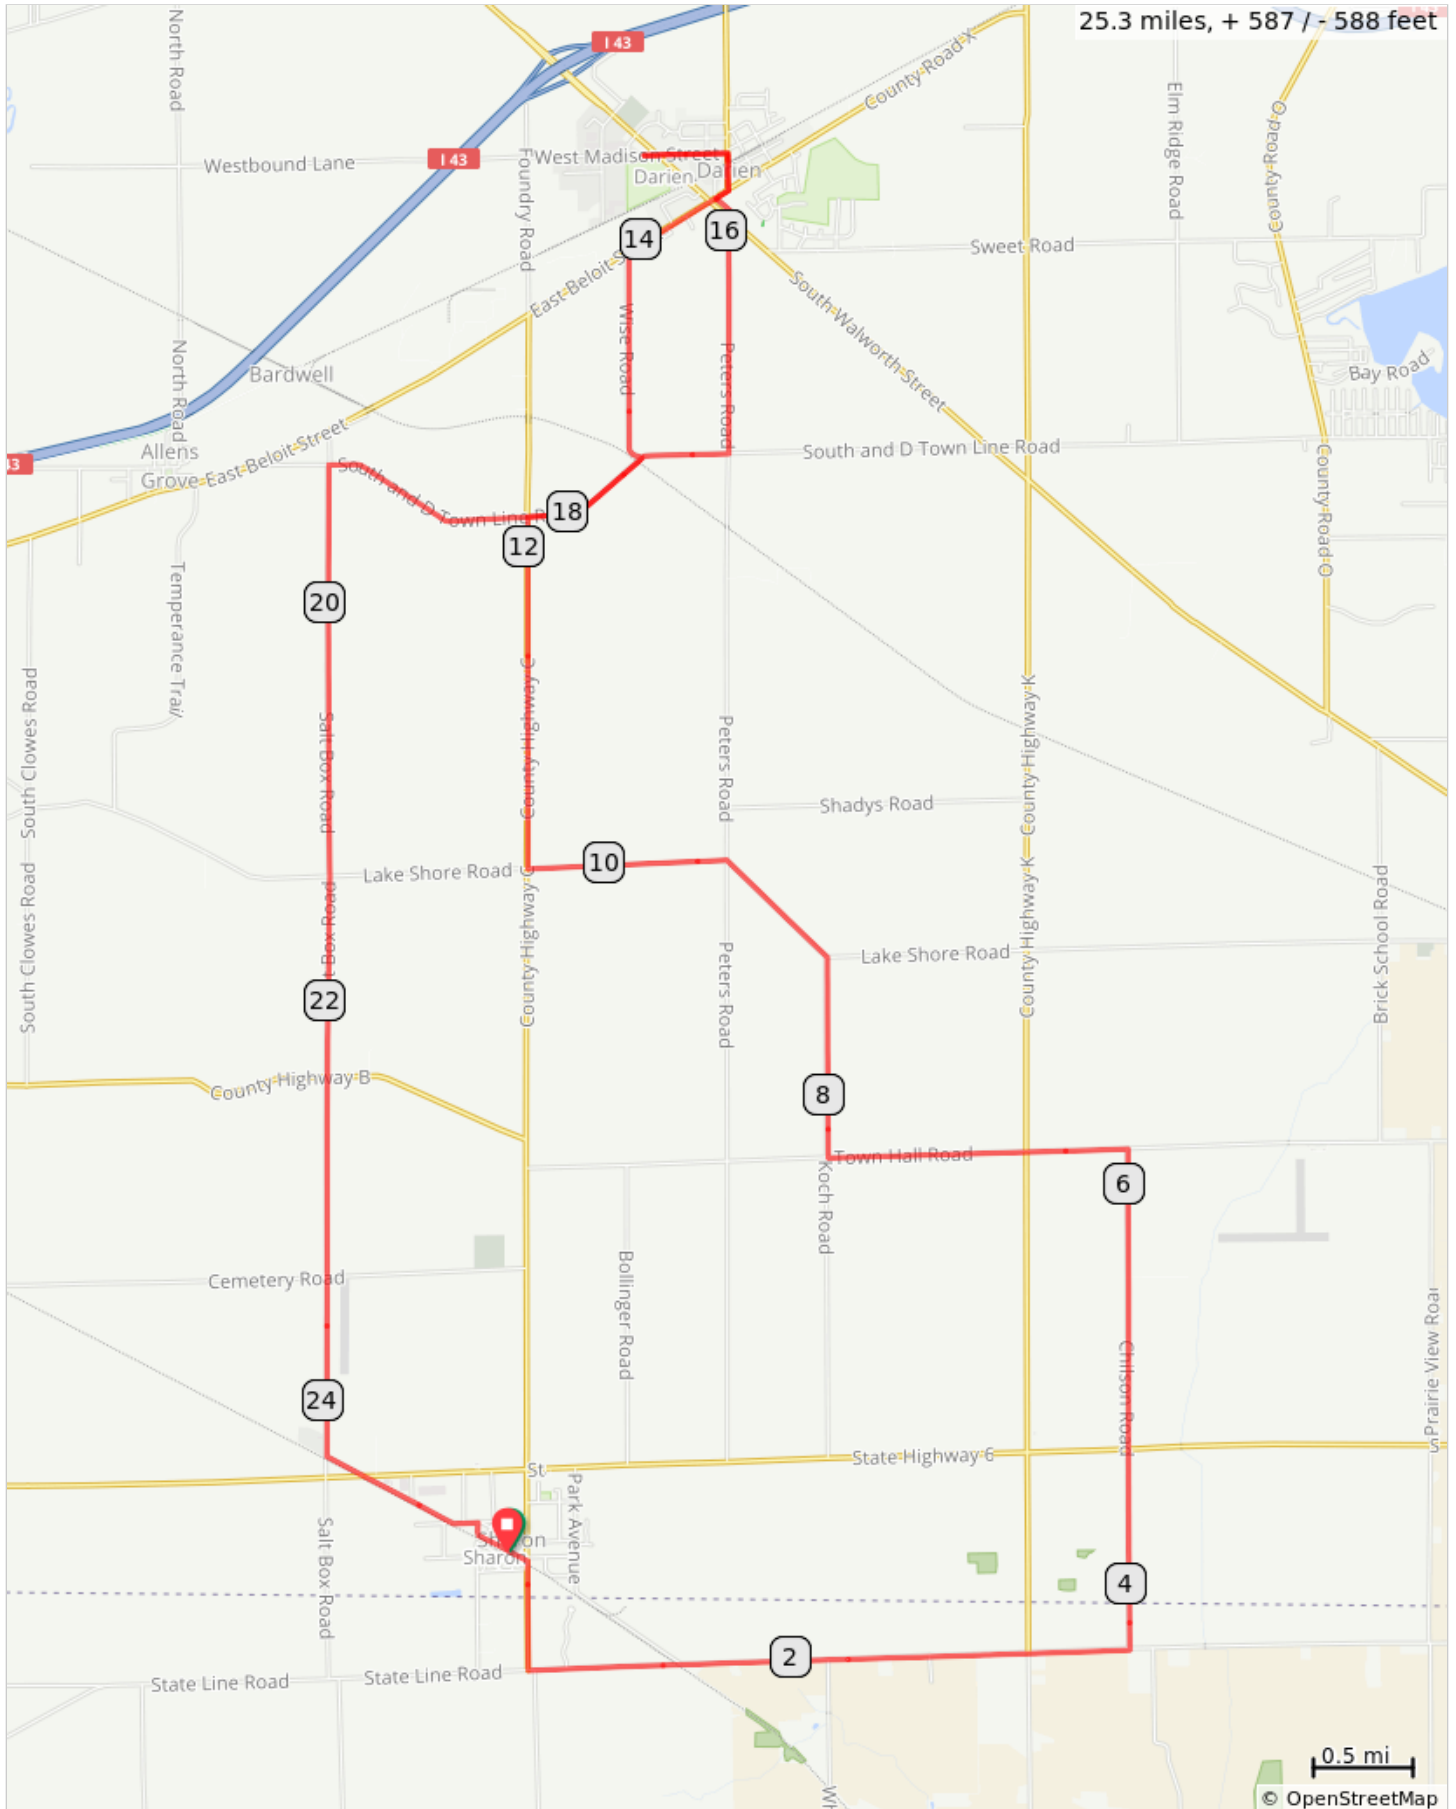 25.3 miles, + 587 / - 588 feet
I 43
North Road
County Road X
Elm Ridge Road
County Road O
Westbound Lane
I 43
Foundry Road
West Madison Street
Darien
Darien
14
16
Sweet Road
East Beloit S
South Walworth Street
Wise Road
Peters Road
North Road
Bardwell
Bay Road
Allens
43
Grove
East Beloit Street
South and D Town Line Road
County Road O
South and D Town Line R
18
12
20
Temperance Trail
South Clowes Road
Salt Box Road
County Highway C
Peters Road
County Highway K
Shadys Road
10
Lake Shore Road
South Clowes Road
t Box Road
County Highway C
Peters Road
Lake Shore Road
County Highway K
Brick School Road
22
County Highway B
8
Town Hall Road
6
Koch Road
Cemetery Road
Bollinger Road
Chilson Road
S Prairie View Road
24
State Highway 6
St
Park Avenue
Sharon
Sharon
Salt Box Road
4
2
State Line Road
State Line Road
0.5 mi
Wh
© OpenStreetMap